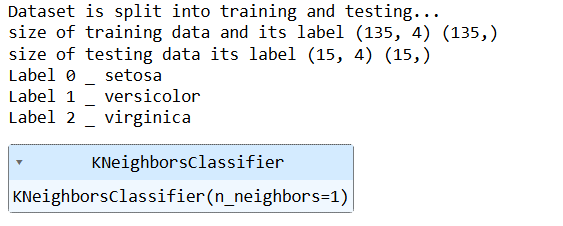 Dataset is split into training and testing...
size of training data and its label (135, 4) (135,)
size of testing data its label (15, 4) (15,)
Label 0 _ setosa
Label 1 _ versicolor
Label 2 _ virginica
KNeighborsClassifier
KNeighborsClassifier(n_neighbors=1)